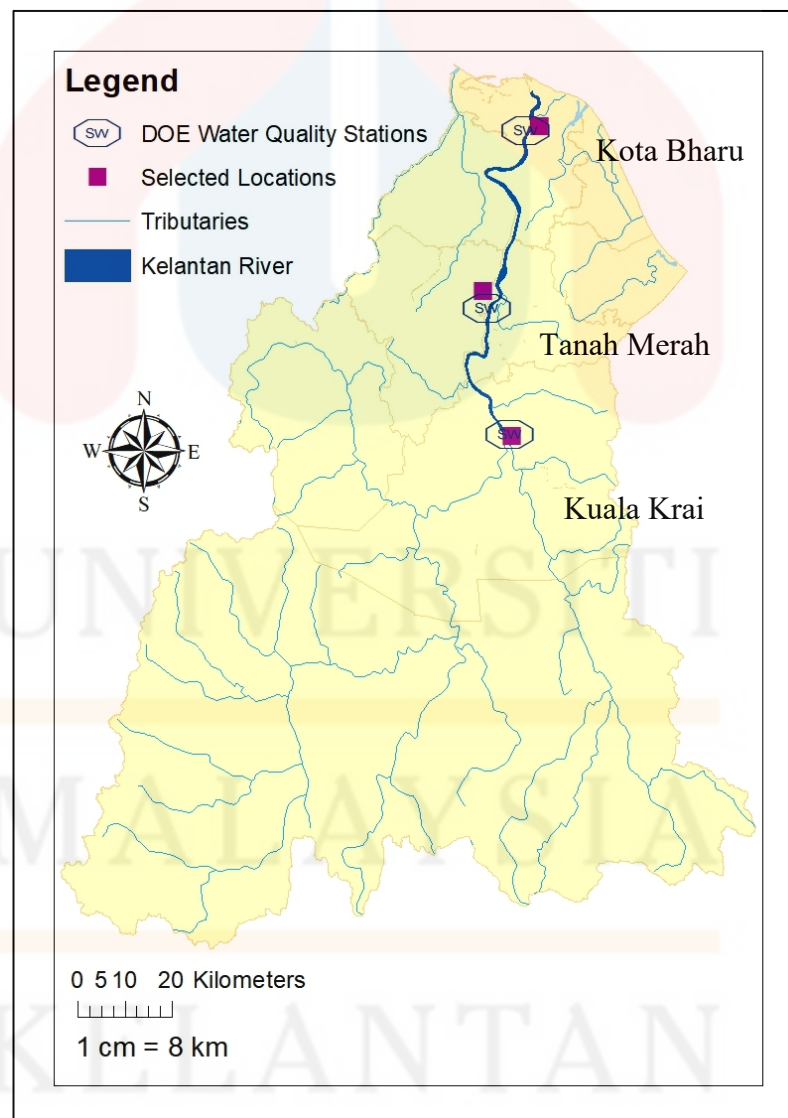 Legend
SW DOE Water Quality Stations
Selected Locations
Tributaries
Kelantan River
SW
Kota Bharu
SW
Tanah Merah
SW
Kuala Krai
N
W E
S
UNIVERSITI
MALAYSIA
0 5 10 20 Kilometers
1 cm = 8 km
KELANTAN